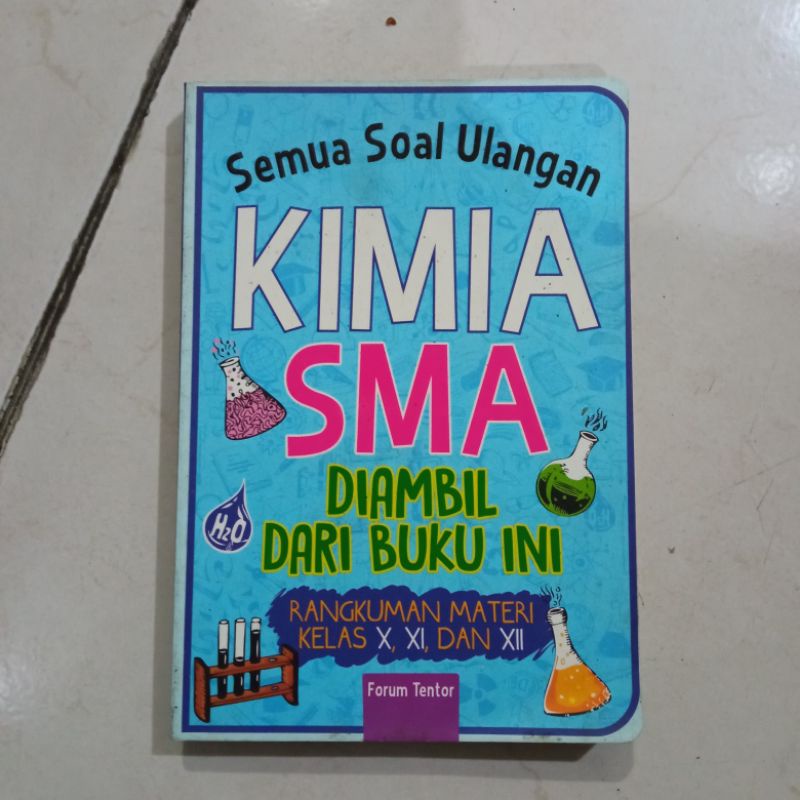 Semua Soal Ulangan
KIMIA
SMA
DIAMBIL
DARI BUKU INI
H2O
RANGKUMAN MATERI
KELAS X, XI, DAN XII
Forum Tentor